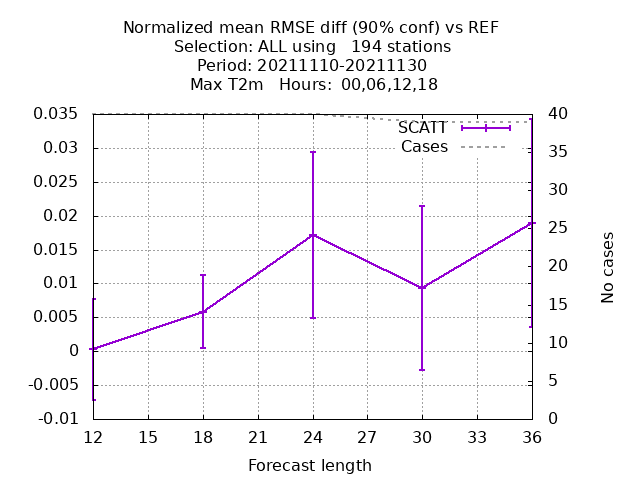 Normalized mean RMSE diff (90% conf) vs REF
Selection: ALL using   194 stations
Period: 20211110-20211130
Max T2m   Hours:  00,06,12,18
0.035
0.03
0.025
0.02
0.015
0.01
0.005
0
-0.005
-0.01
40
35
30
25
20
15
10
5
0
SCATT
Cases
No cases
12 15 18 21 24 27 30 33 36
Forecast length